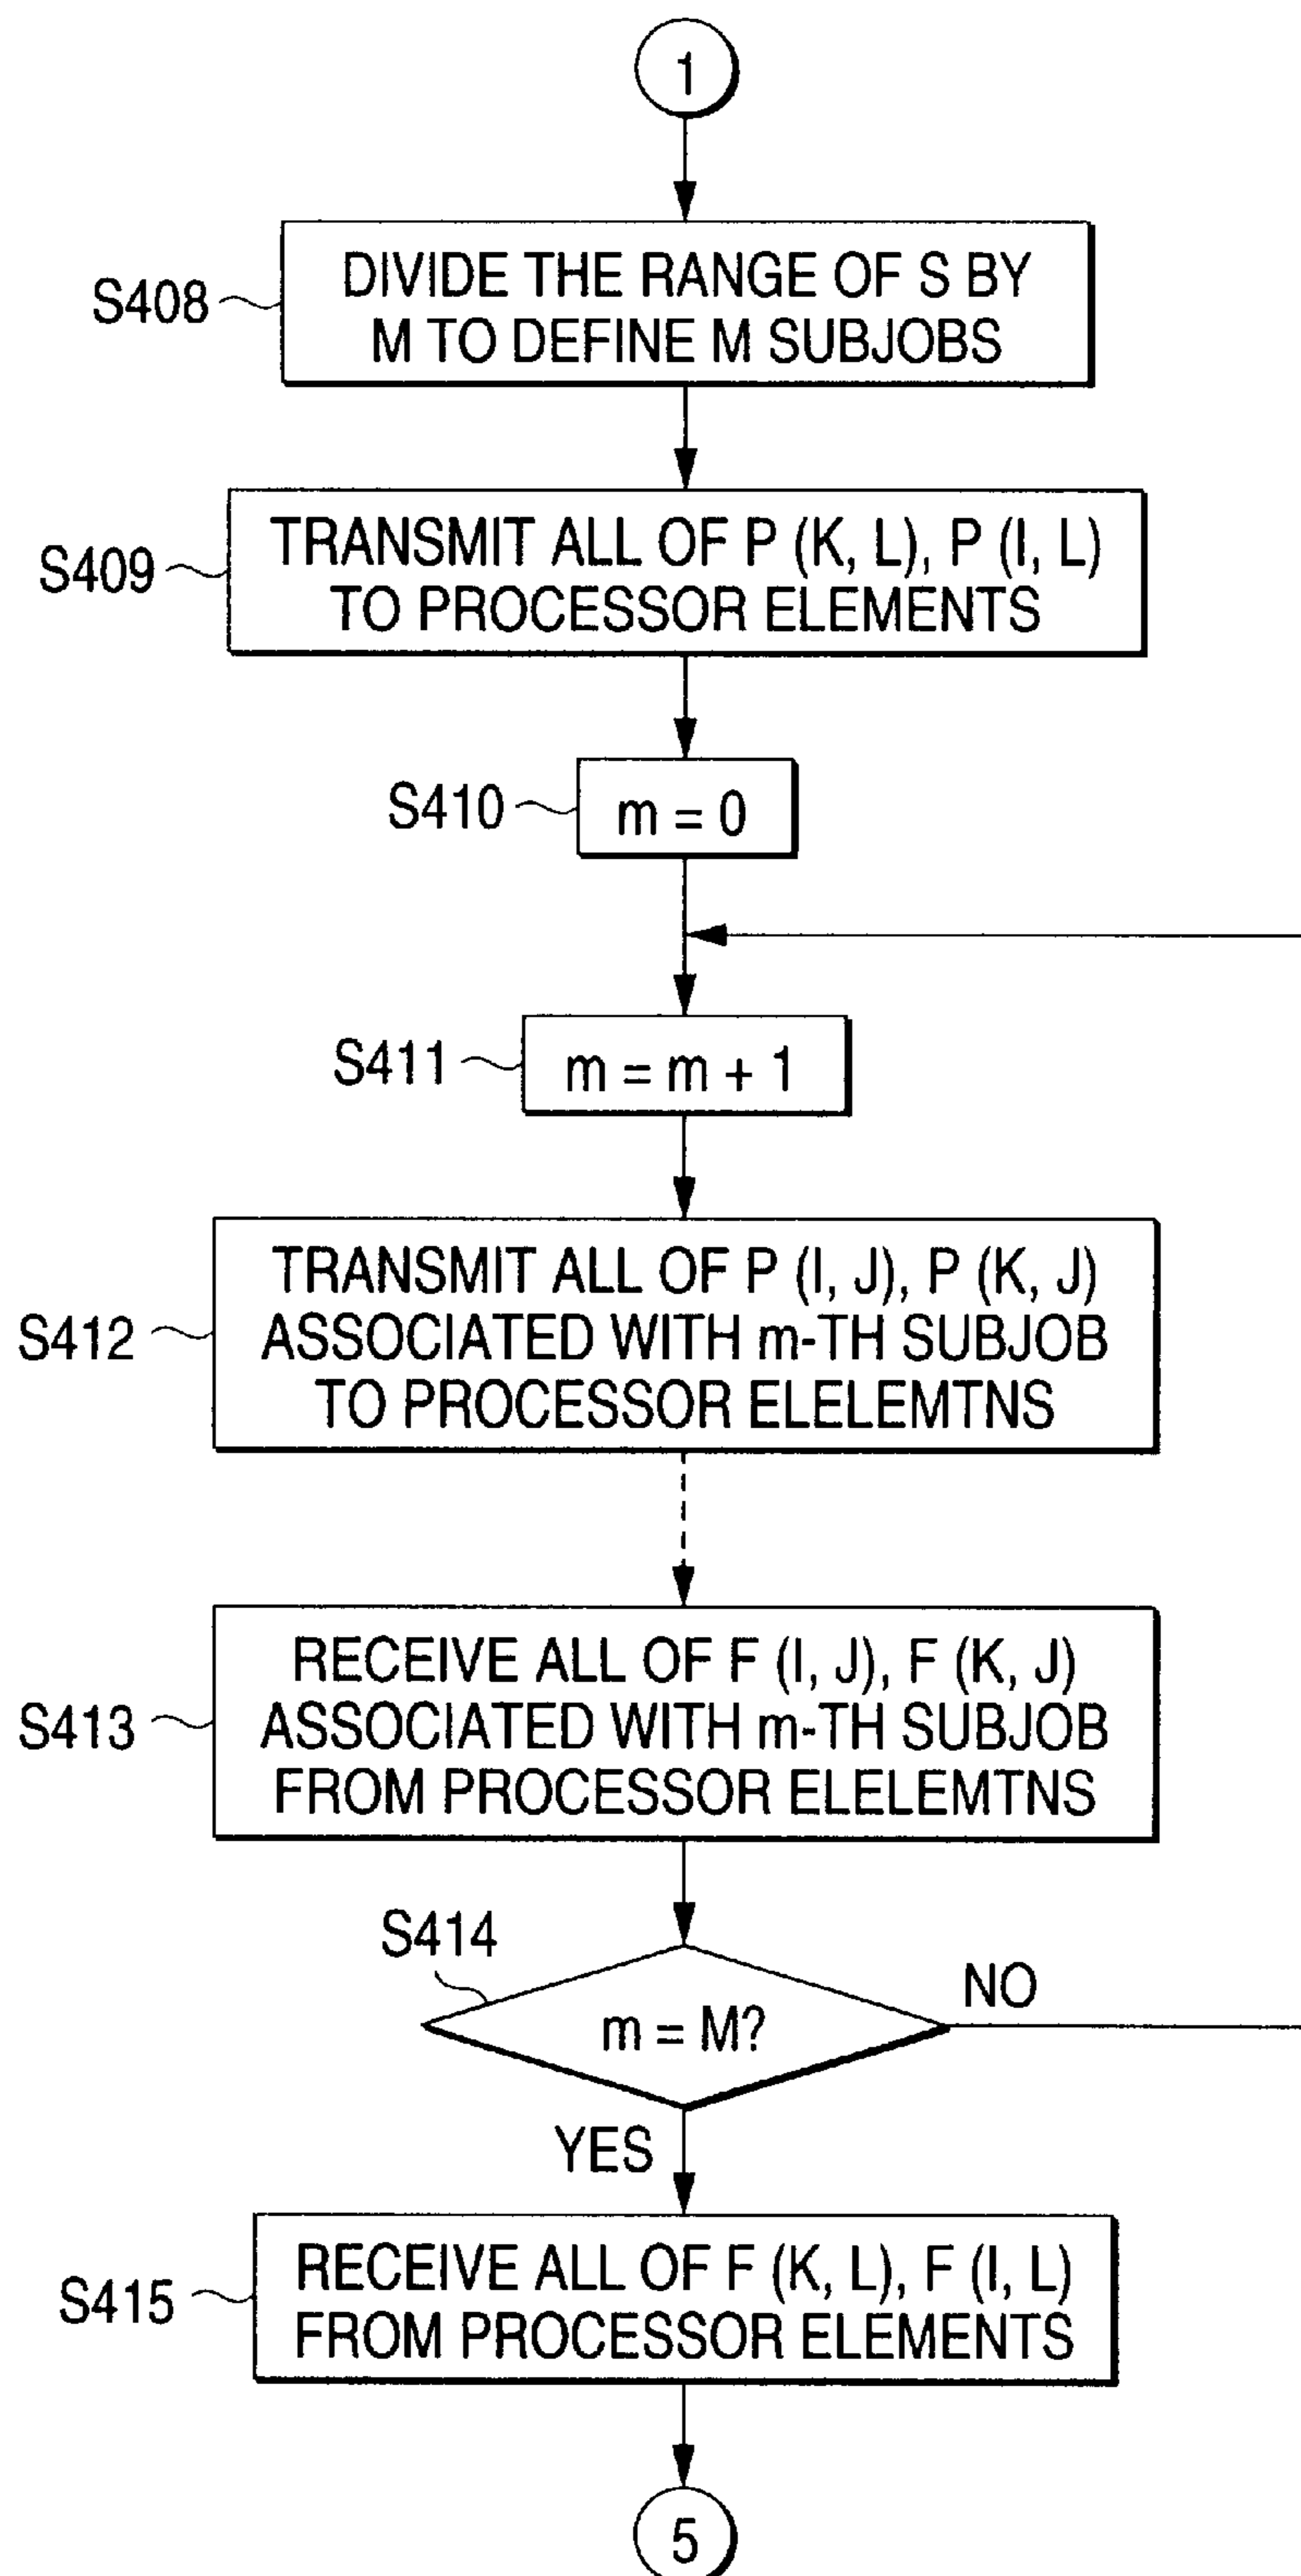 1
S408
DIVIDE THE RANGE OF S BY
M TO DEFINE M SUBJOBS
S409
TRANSMIT ALL OF P (K, L), P (I, L)
TO PROCESSOR ELEMENTS
S410
m = 0
S411
m = m + 1
S412
TRANSMIT ALL OF P (I, J), P (K, J)
ASSOCIATED WITH m-TH SUBJOB
TO PROCESSOR ELELEMTNS
S413
RECEIVE ALL OF F (I, J), F (K, J)
ASSOCIATED WITH m-TH SUBJOB
FROM PROCESSOR ELELEMTNS
S414
m = M?
NO
YES
S415
RECEIVE ALL OF F (K, L), F (I, L)
FROM PROCESSOR ELEMENTS
5